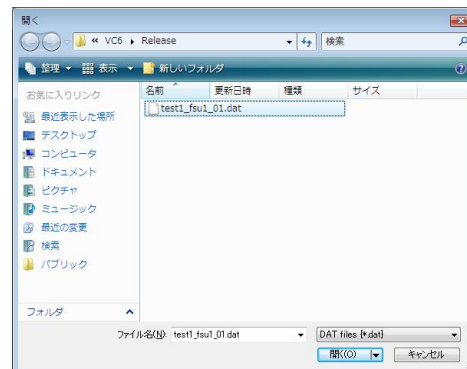 開く
« VC6 ▸ Release
検索
整理 表示 新しいフォルダ
お気に入りリンク
最近表示した場所
デスクトップ
コンピュータ
ドキュメント
ピクチャ
ミュージック
最近の変更
検索
パブリック
フォルダ
名前 更新日時 種類 サイズ
test1_fsu1_01.dat
ファイル名(N): test1_fsu1_01.dat
DAT files (*.dat)
開く(O) キャンセル